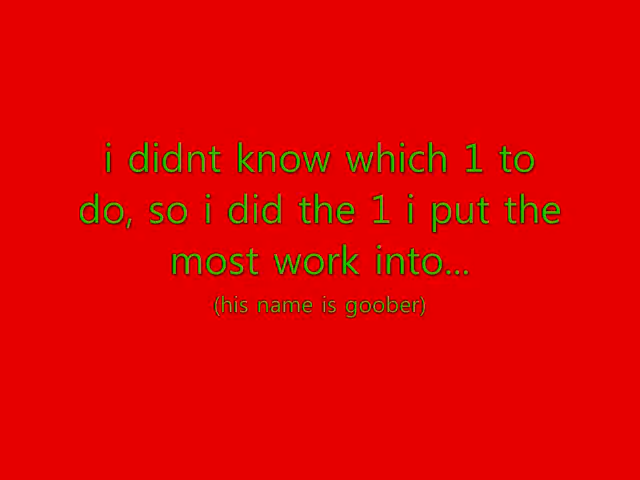 i didnt know which 1 to
do, so i did the 1 i put the
most work into...
(his name is goober)